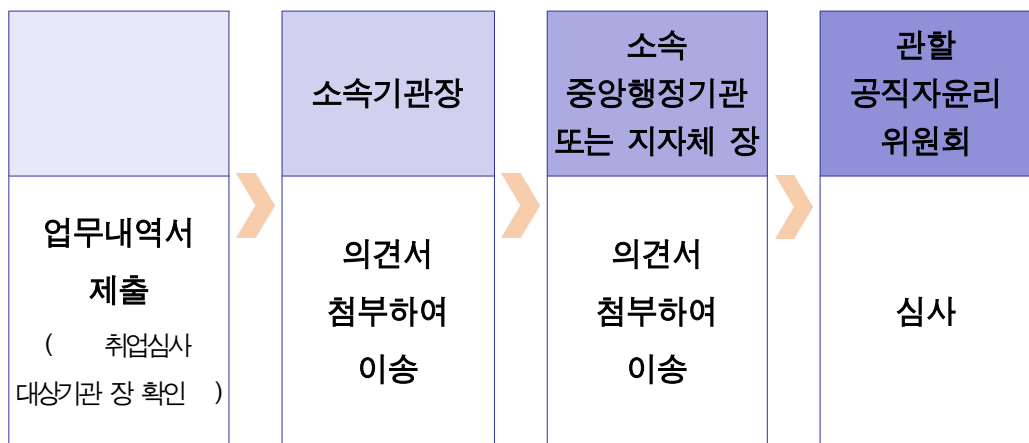 소속기관장
소속
중앙행정기관
또는 지자체 장
관할
공직자윤리
위원회
업무내역서
제출
( 취업심사
대상기관 장 확인 )
의견서
첨부하여
이송
의견서
첨부하여
이송
심사